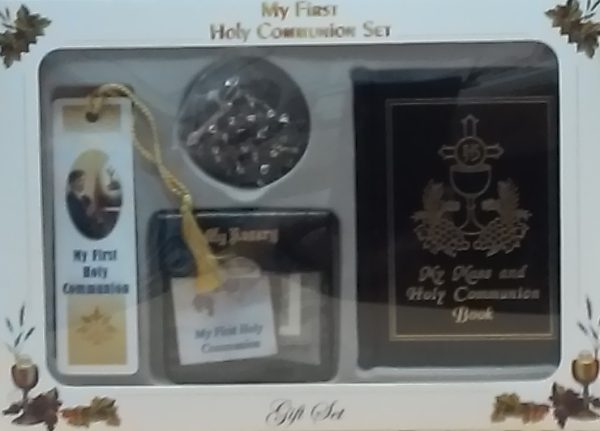 My First
Holy Communion Set
My First
Holy
Communion
My Rosary
My First Holy
Communion
IHS
My Mass and
Holy Communion
Book
Gift Set